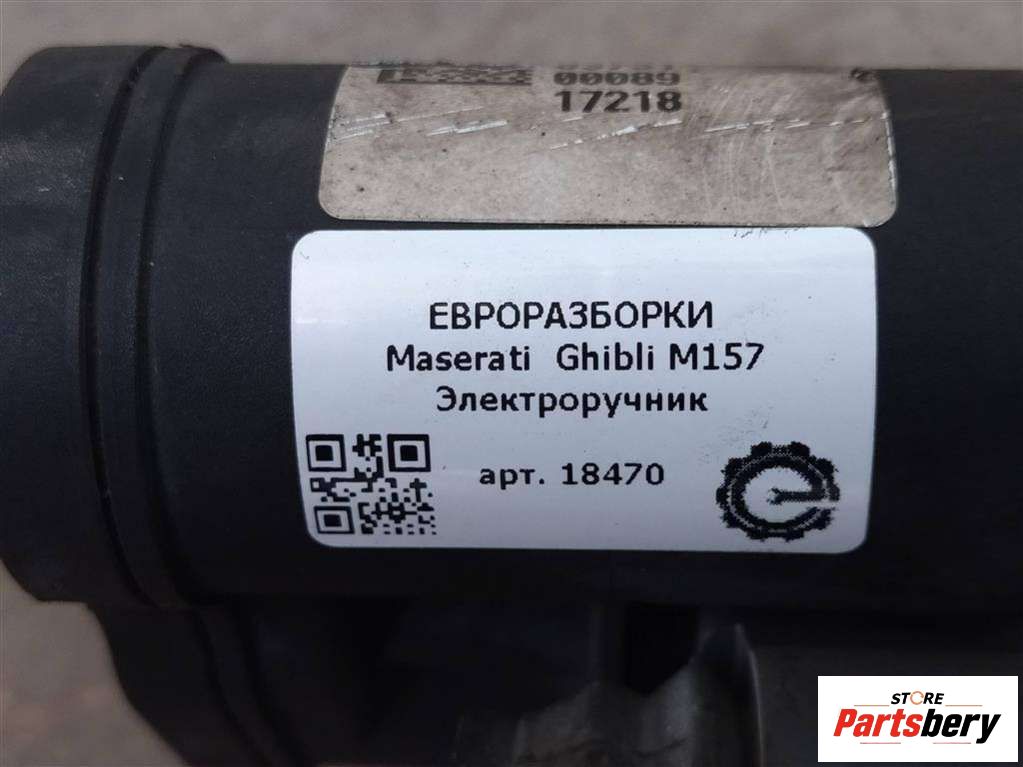 00089
17218
ЕВРОРАЗБОРКИ
Maserati Ghibli M157
Электроручник
арт. 18470
STORE
Partsbery